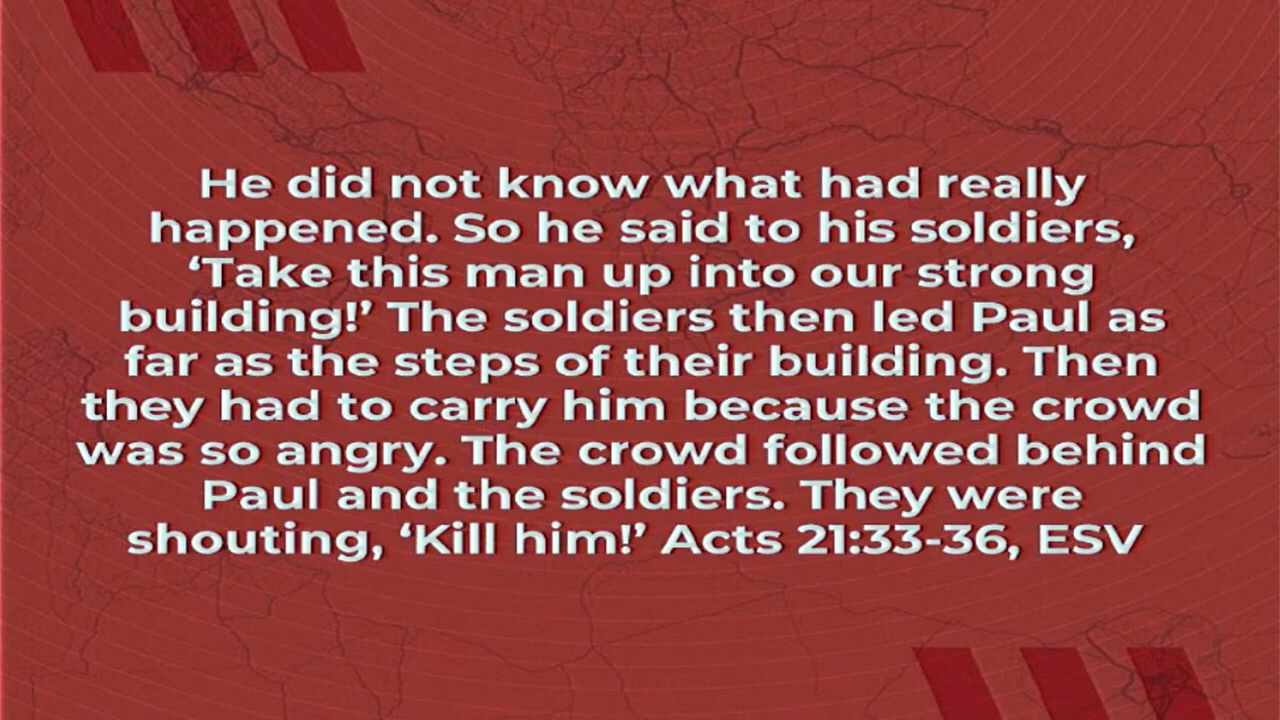 He did not know what had really
happened. So he said to his soldiers,
‘Take this man up into our strong
building!’ The soldiers then led Paul as
far as the steps of their building. Then
they had to carry him because the crowd
was so angry. The crowd followed behind
Paul and the soldiers. They were
shouting, ‘Kill him!’ Acts 21:33-36, ESV